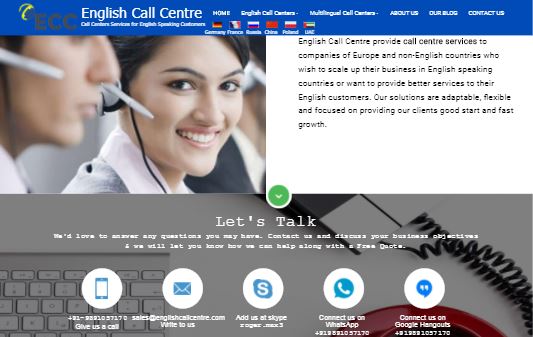 ECC
English Call Centre
Call Centers Services for English Speaking Customers
HOME English Call Centers Multilingual Call Centers ABOUT US OUR BLOG CONTACT US
Germany France Russia China Poland UAE
English Call Centre provide call centre services to
companies of Europe and non-English countries who
wish to scale up their business in English speaking
countries or want to provide better services to their
English customers. Our solutions are adaptable, flexible
and focused on providing our clients good start and fast
growth.
Let's Talk
We'd love to answer any questions you may have. Contact us and discuss your business objectives
& we will let you know how we can help along with a Free Quote.
+91-9891057170
Give us a call
sales@englishcallcentre.com
Write to us
Add us at skype
roger.max3
Connect us on
WhatsApp
+919891057170
Connect us on
Google Hangouts
+919891057170